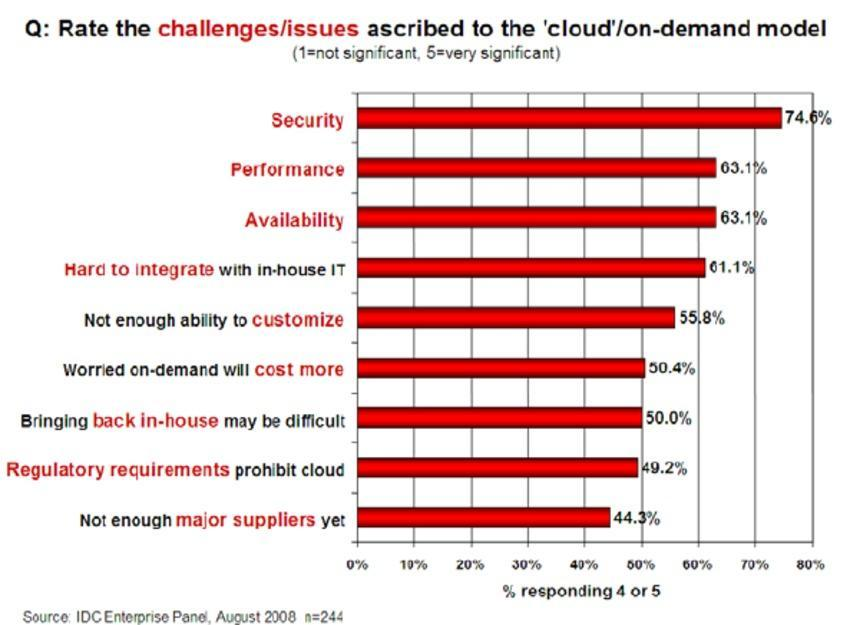 Q: Rate the challenges/issues ascribed to the 'cloud'/on-demand model
(1=not significant, 5=very significant)
Security 74.6%
Performance 63.1%
Availability 63.1%
Hard to integrate with in-house IT 61.1%
Not enough ability to customize 55.8%
Worried on-demand will cost more 50.4%
Bringing back in-house may be difficult 50.0%
Regulatory requirements prohibit cloud 49.2%
Not enough major suppliers yet 44.3%
0% 10% 20% 30% 40% 50% 60% 70% 80%
% responding 4 or 5
Source: IDC Enterprise Panel, August 2008 n=244